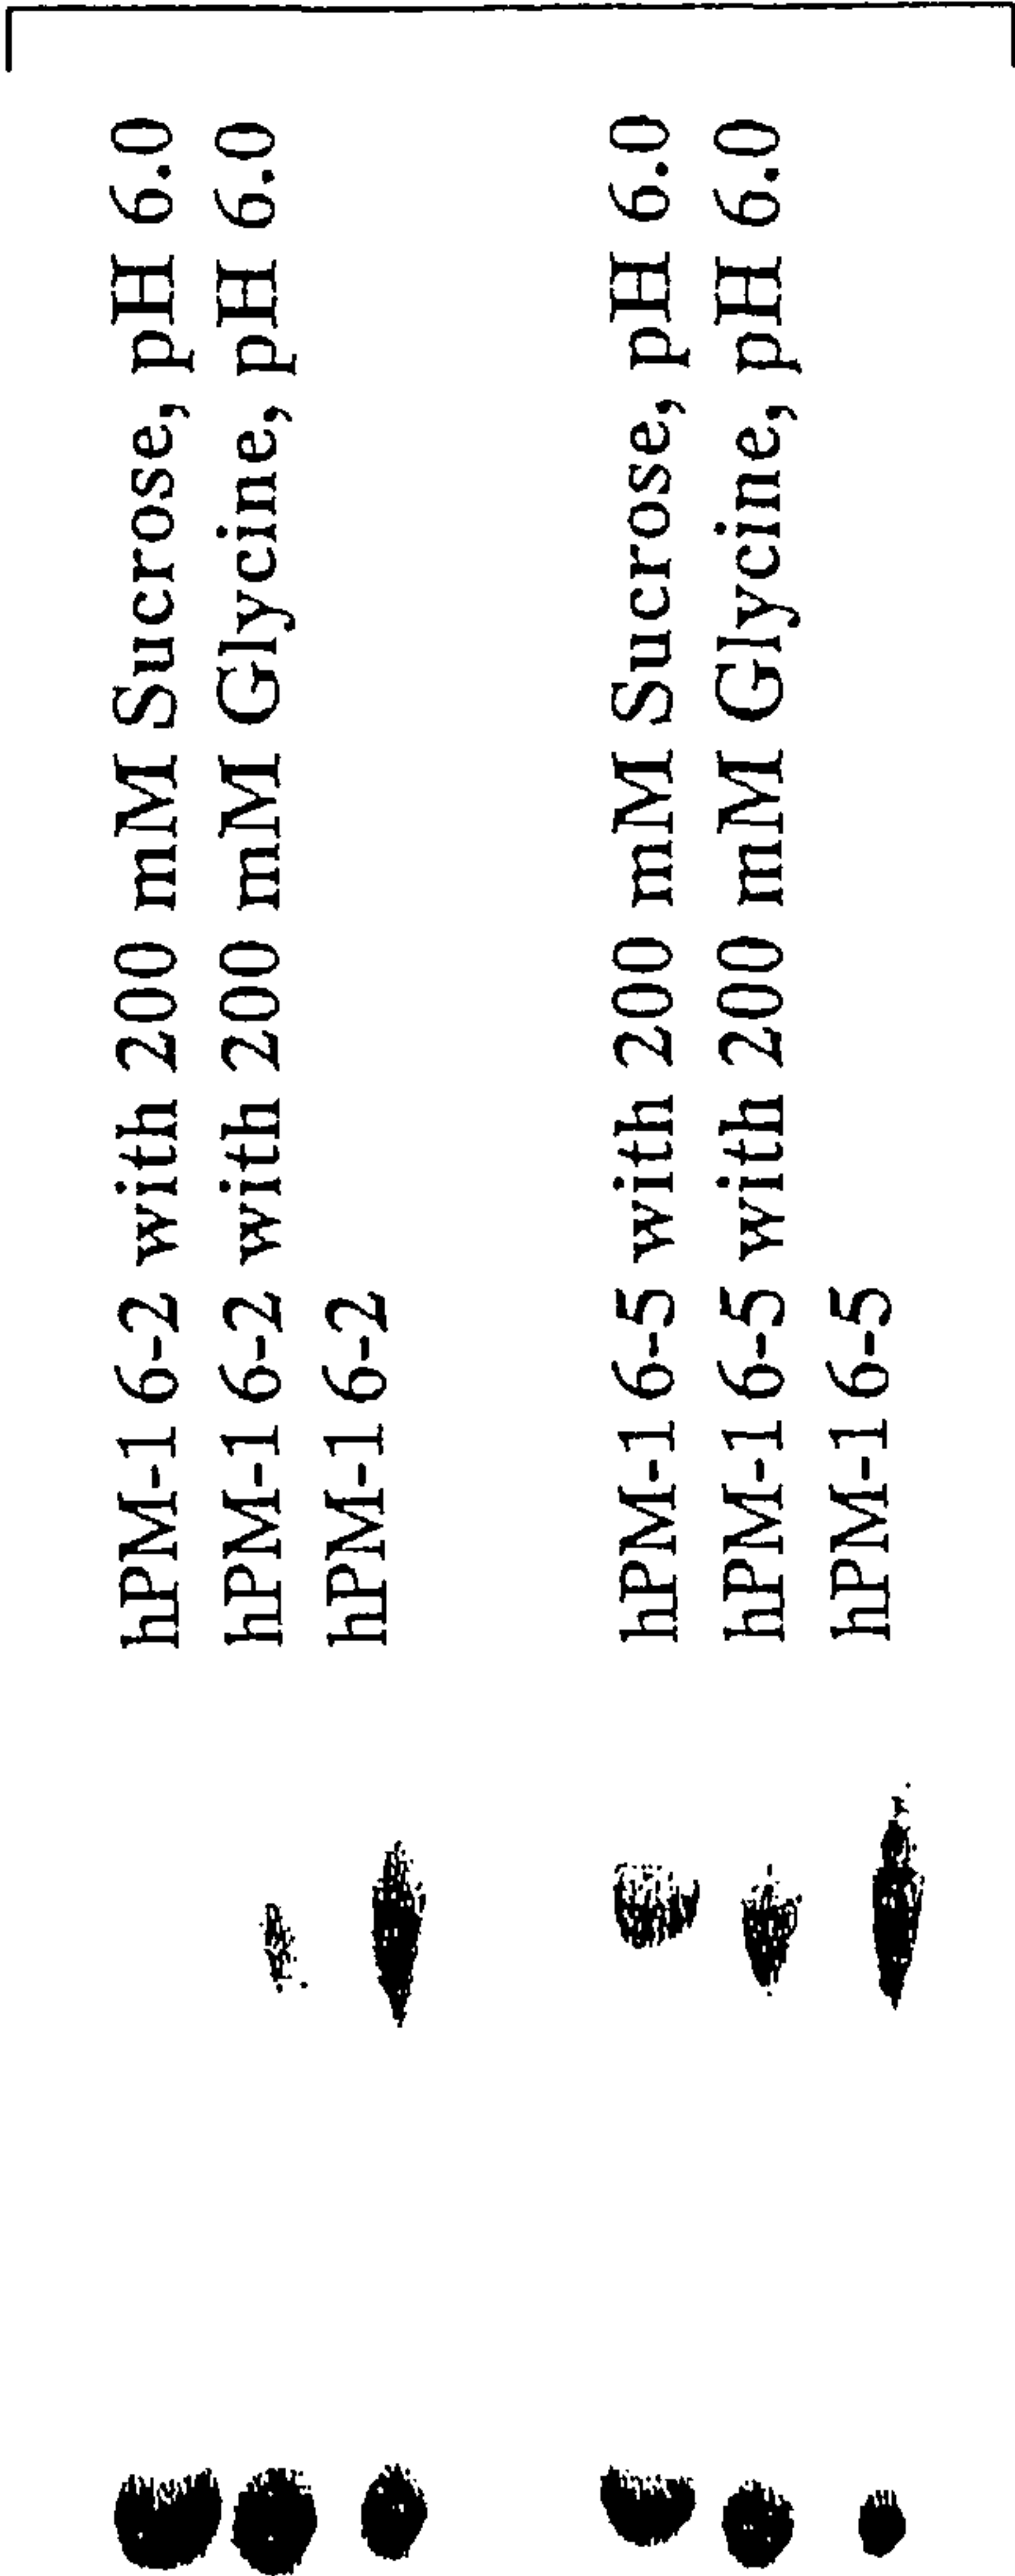 hPM-1 6-2 with 200 mM Sucrose, pH 6.0
hPM-1 6-2 with 200 mM Glycine, pH 6.0
hPM-1 6-2
hPM-1 6-5 with 200 mM Sucrose, pH 6.0
hPM-1 6-5 with 200 mM Glycine, pH 6.0
hPM-1 6-5